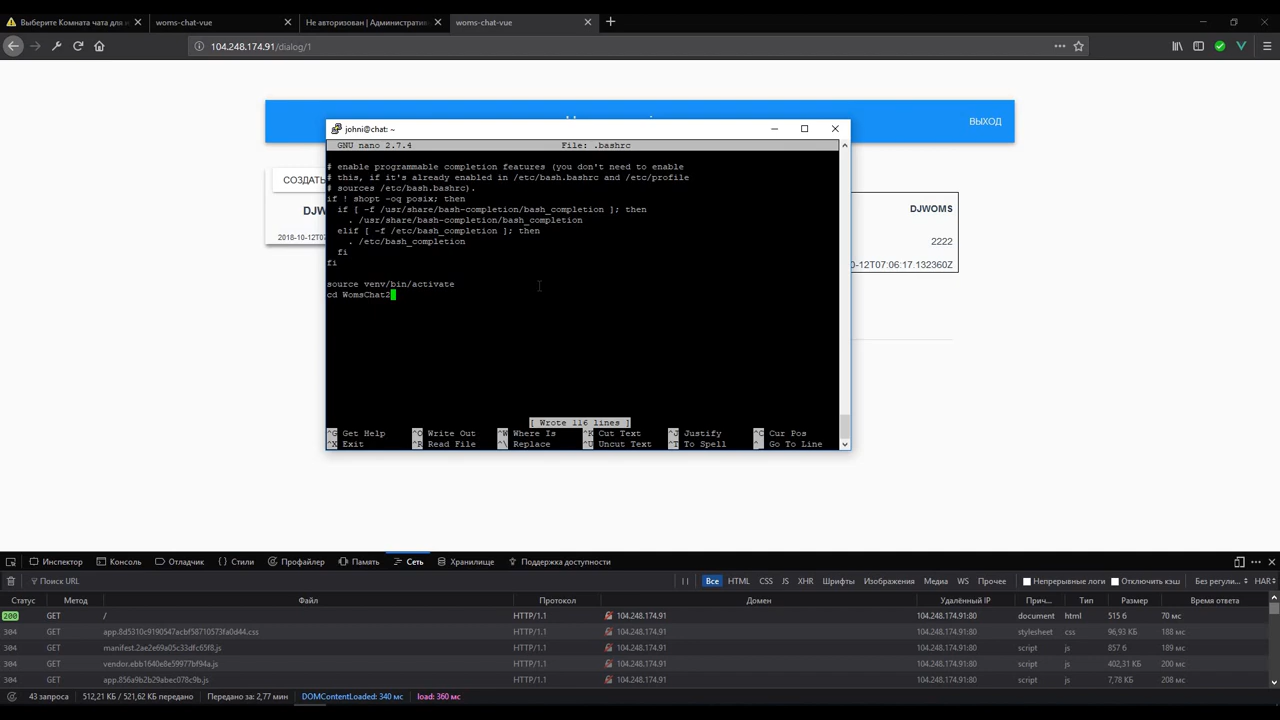 Выберите Комната чата для и
woms-chat-vue
Не авторизован | Административ
woms-chat-vue
104.248.174.91/dialog/1
ВЫХОД
johni@chat: ~
GNU nano 2.7.4 File: .bashrc
# enable programmable completion features (you don't need to enable
# this, if it's already enabled in /etc/bash.bashrc and /etc/profile
# sources /etc/bash.bashrc).
if ! shopt -oq posix; then
if [ -f /usr/share/bash-completion/bash_completion ]; then
. /usr/share/bash-completion/bash_completion
elif [ -f /etc/bash_completion ]; then
. /etc/bash_completion
fi
fi
source venv/bin/activate
cd WomsChat2
[ Wrote 116 lines ]
^G Get Help ^O Write Out ^W Where Is ^K Cut Text ^J Justify ^C Cur Pos
^X Exit ^R Read File ^\ Replace ^U Uncut Text ^T To Spell ^_ Go To Line
СОЗДАТЬ
DJWOMS
2018-10-12T07
DJWOMS
2222
0-12T07:06:17.132360Z
Инспектор Консоль Отладчик Стили Профайлер Память Сеть Хранилище Поддержка доступности
Поиск URL
Все HTML CSS JS XHR Шрифты Изображения Медиа WS Прочее Непрерывные логи Отключить кэш Без регули... HAR
Статус Метод Файл Протокол Домен Удалённый IP Прич... Тип Размер Время ответа
200 GET / HTTP/1.1 104.248.174.91 104.248.174.91:80 document html 515 б 70 мс
304 GET app.8d5310c9190547acbf58710573fa0d44.css HTTP/1.1 104.248.174.91 104.248.174.91:80 stylesheet css 96,93 КБ 188 мс
304 GET manifest.2ae2e69a05c33dfc65f8.js HTTP/1.1 104.248.174.91 104.248.174.91:80 script js 857 б 189 мс
304 GET vendor.ebb1640e8e59977bf94a.js HTTP/1.1 104.248.174.91 104.248.174.91:80 script js 402,31 КБ 200 мс
304 GET app.856a9b2b29abec078c9b.js HTTP/1.1 104.248.174.91 104.248.174.91:80 script js 7,78 КБ 208 мс
43 запроса 512,21 КБ / 521,62 КБ передано Передано за: 2,77 мин DOMContentLoaded: 340 мс load: 360 мс